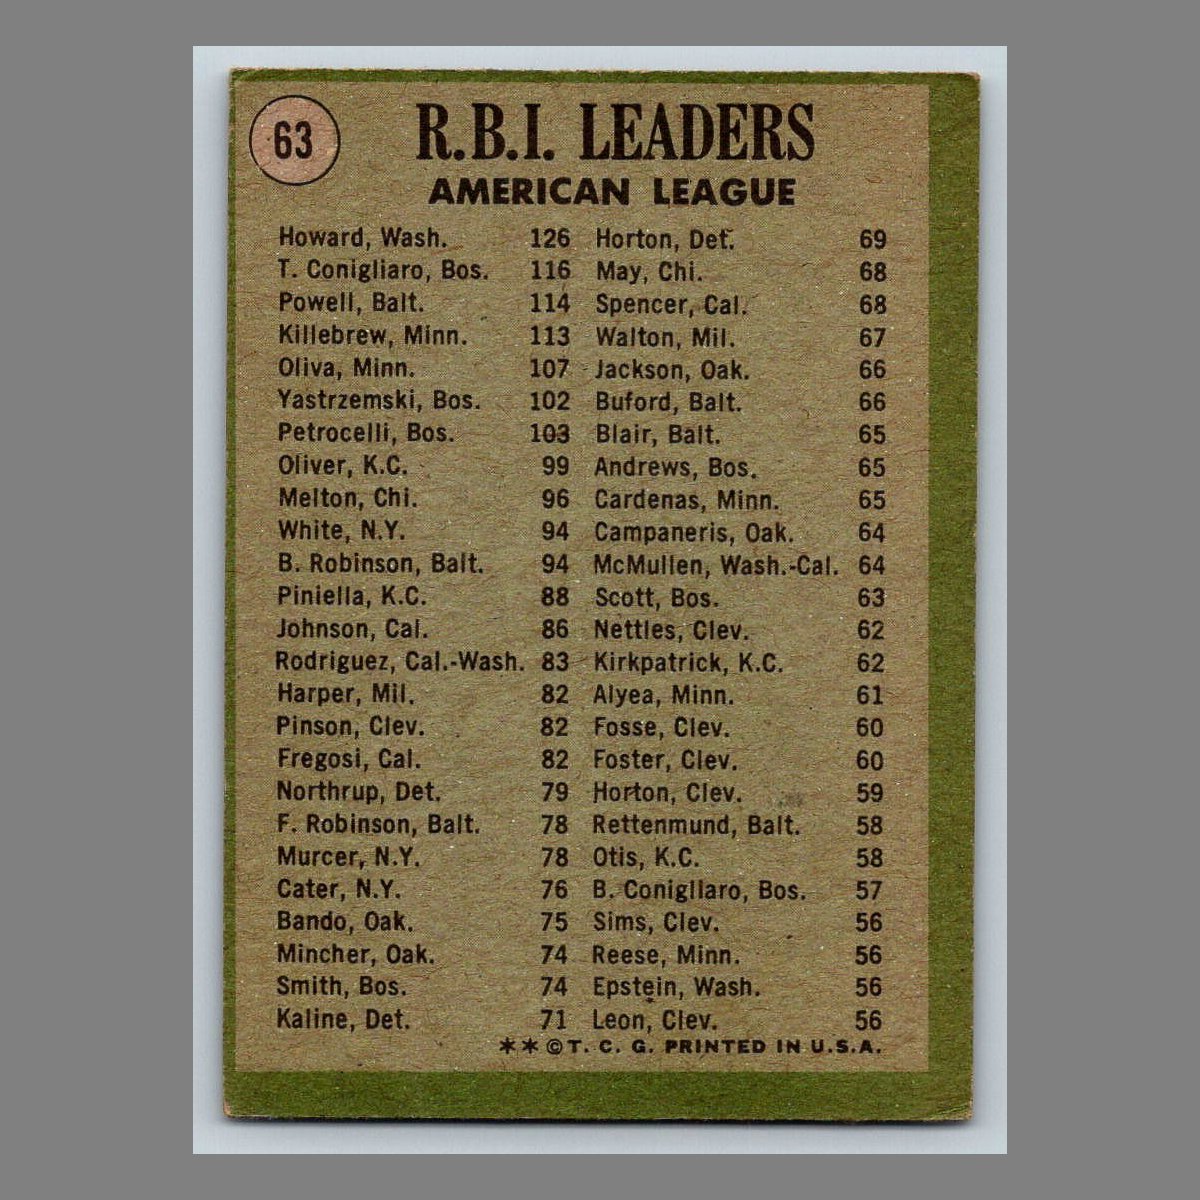 63
R.B.I. LEADERS
AMERICAN LEAGUE
Howard, Wash. 126
T. Conigliaro, Bos. 116
Powell, Balt. 114
Killebrew, Minn. 113
Oliva, Minn. 107
Yastrzemski, Bos. 102
Petrocelli, Bos. 103
Oliver, K.C. 99
Melton, Chi. 96
White, N.Y. 94
B. Robinson, Balt. 94
Piniella, K.C. 88
Johnson, Cal. 86
Rodriguez, Cal.-Wash. 83
Harper, Mil. 82
Pinson, Clev. 82
Fregosi, Cal. 82
Northrup, Det. 79
F. Robinson, Balt. 78
Murcer, N.Y. 78
Cater, N.Y. 76
Bando, Oak. 75
Mincher, Oak. 74
Smith, Bos. 74
Kaline, Det. 71
Horton, Det. 69
May, Chi. 68
Spencer, Cal. 68
Walton, Mil. 67
Jackson, Oak. 66
Buford, Balt. 66
Blair, Balt. 65
Andrews, Bos. 65
Cardenas, Minn. 65
Campaneris, Oak. 64
McMullen, Wash.-Cal. 64
Scott, Bos. 63
Nettles, Clev. 62
Kirkpatrick, K.C. 62
Alyea, Minn. 61
Fosse, Clev. 60
Foster, Clev. 60
Horton, Clev. 59
Rettenmund, Balt. 58
Otis, K.C. 58
B. Conigliaro, Bos. 57
Sims, Clev. 56
Reese, Minn. 56
Epstein, Wash. 56
Leon, Clev. 56
**©T. C. G. PRINTED IN U.S.A.